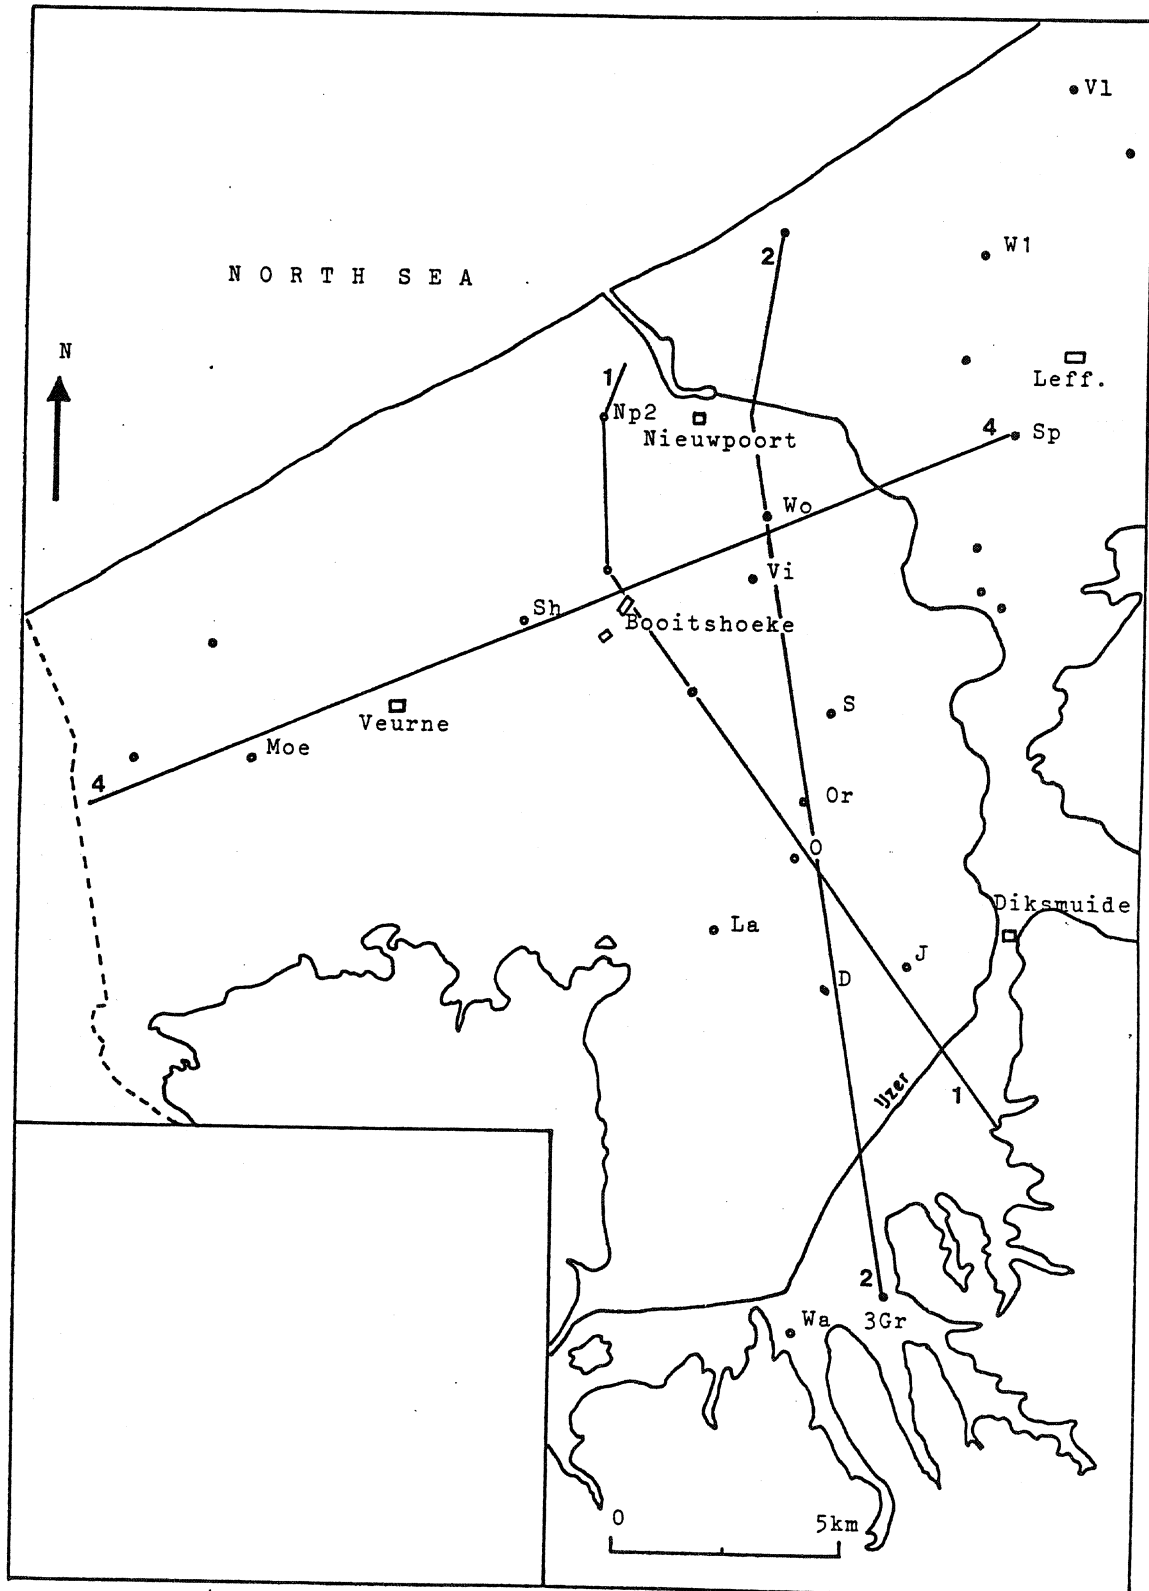 V1
W1
2
NORTH SEA
N
Leff.
1
Np2
Nieuwpoort
4
Sp
Wo
Vi
Sh
Booitshoeke
S
Veurne
Moe
4
Or
O
Diksmuide
La
J
D
IJzer
1
2
Wa
3Gr
0
5km